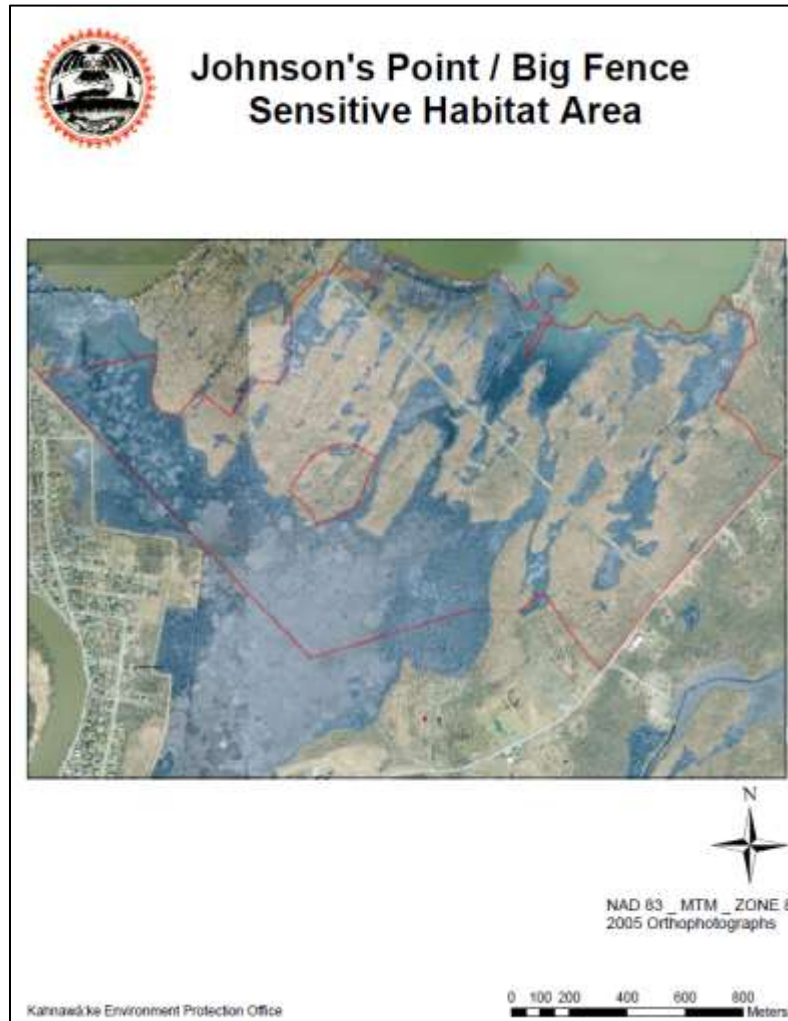 Johnson's Point / Big Fence
Sensitive Habitat Area
N
NAD 83 _ MTM _ ZONE 8
2005 Orthophotographs
Kahnawà:ke Environment Protection Office
0 100 200 400 600 800
Meters